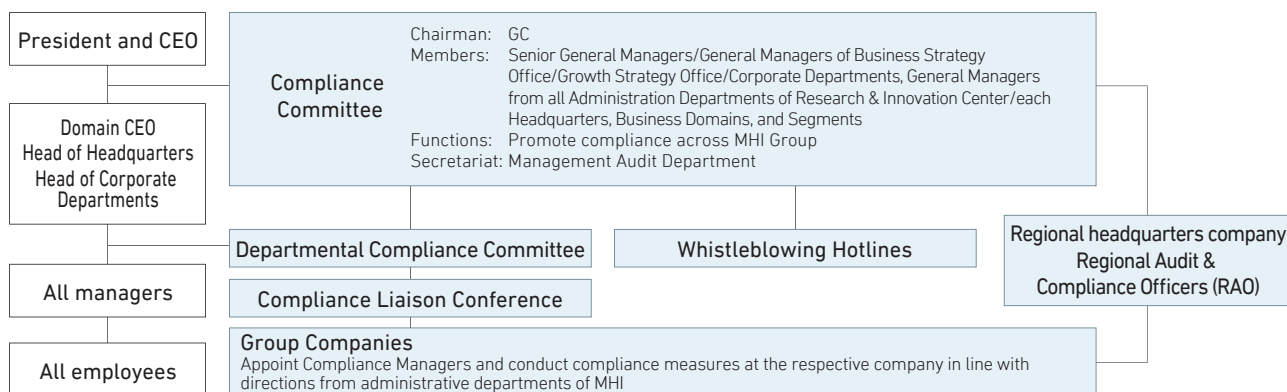 President and CEO
Domain CEO
Head of Headquarters
Head of Corporate
Departments
All managers
All employees
Compliance
Committee
Chairman: GC
Members: Senior General Managers/General Managers of Business Strategy
Office/Growth Strategy Office/Corporate Departments, General Managers
from all Administration Departments of Research & Innovation Center/each
Headquarters, Business Domains, and Segments
Functions: Promote compliance across MHI Group
Secretariat: Management Audit Department
Departmental Compliance Committee
Whistleblowing Hotlines
Compliance Liaison Conference
Regional headquarters company
Regional Audit &
Compliance Officers (RAO)
Group Companies
Appoint Compliance Managers and conduct compliance measures at the respective company in line with
directions from administrative departments of MHI